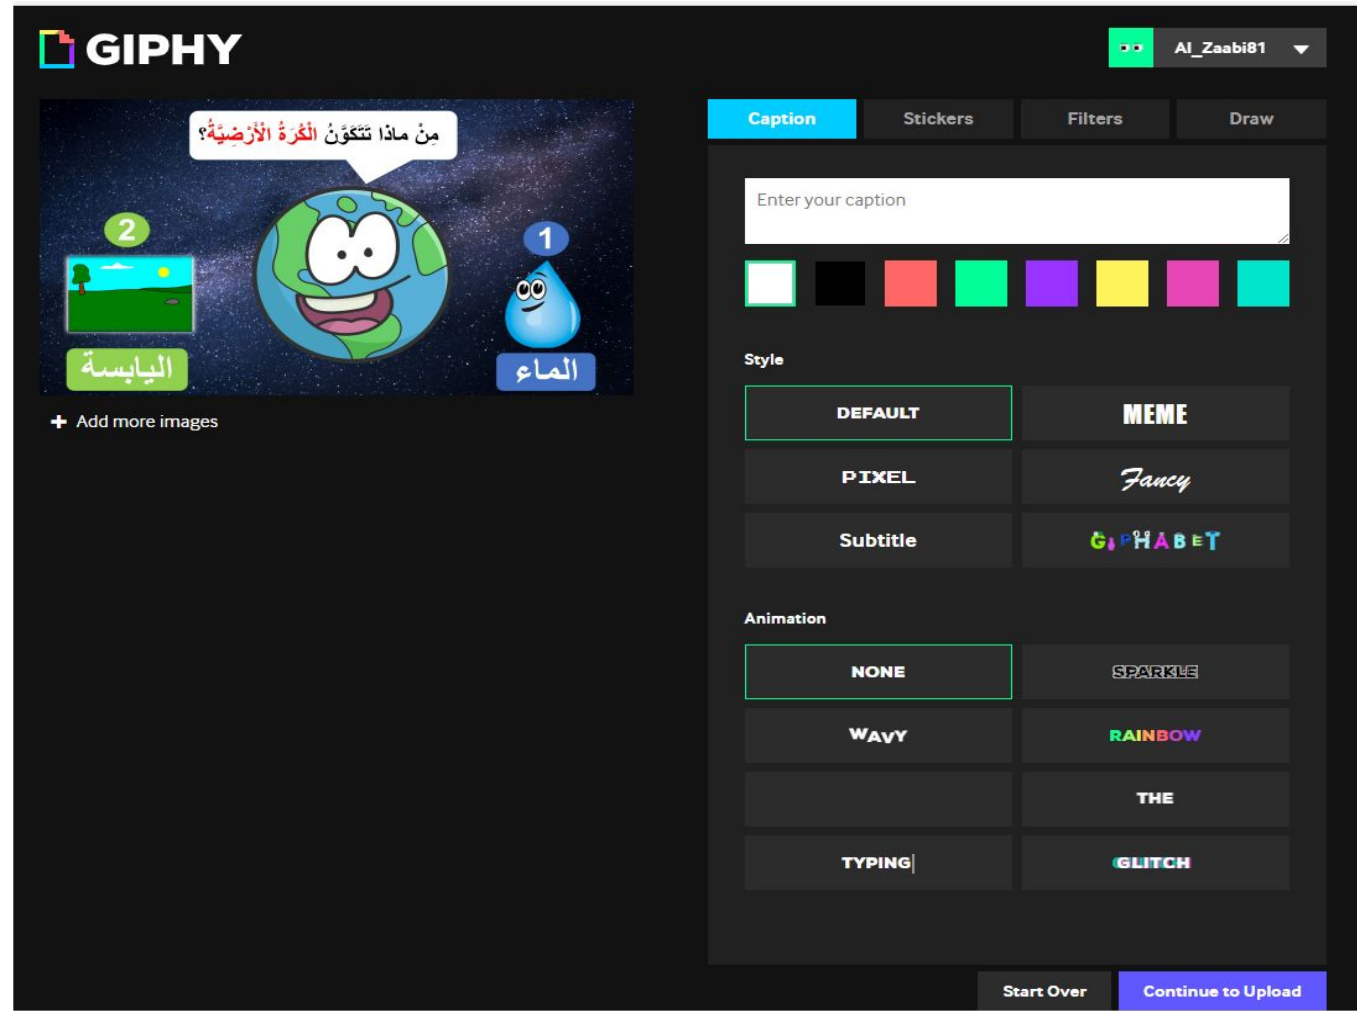 GIPHY
Al_Zaabi81
مِنْ ماذا تَتَكَوَّنُ الْكُرَةُ الْأَرْضِيَّةُ؟
2
1
اليابسة
الماء
+ Add more images
Caption
Stickers
Filters
Draw
Enter your caption
Style
DEFAULT
MEME
PIXEL
Fancy
Subtitle
GIPHABET
Animation
NONE
SPARKLE
WAVY
RAINBOW
THE
TYPING
GLITCH
Start Over
Continue to Upload